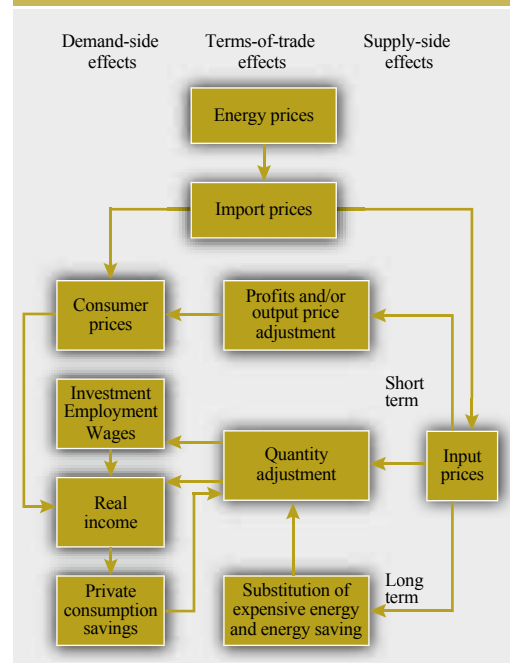 Demand-side
effects
Terms-of-trade
effects
Supply-side
effects
Energy prices
Import prices
Consumer
prices
Profits and/or
output price
adjustment
Short
term
Investment
Employment
Wages
Quantity
adjustment
Input
prices
Real
income
Long
term
Private
consumption
savings
Substitution of
expensive energy
and energy saving